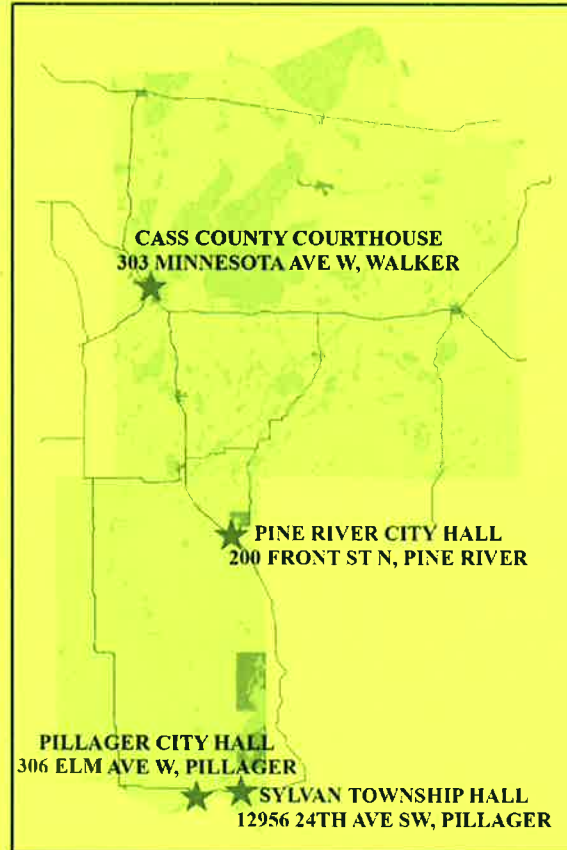 CASS COUNTY COURTHOUSE
303 MINNESOTA AVE W, WALKER
PINE RIVER CITY HALL
200 FRONT ST N, PINE RIVER
PILLAGER CITY HALL
306 ELM AVE W, PILLAGER
SYLVAN TOWNSHIP HALL
12956 24TH AVE SW, PILLAGER